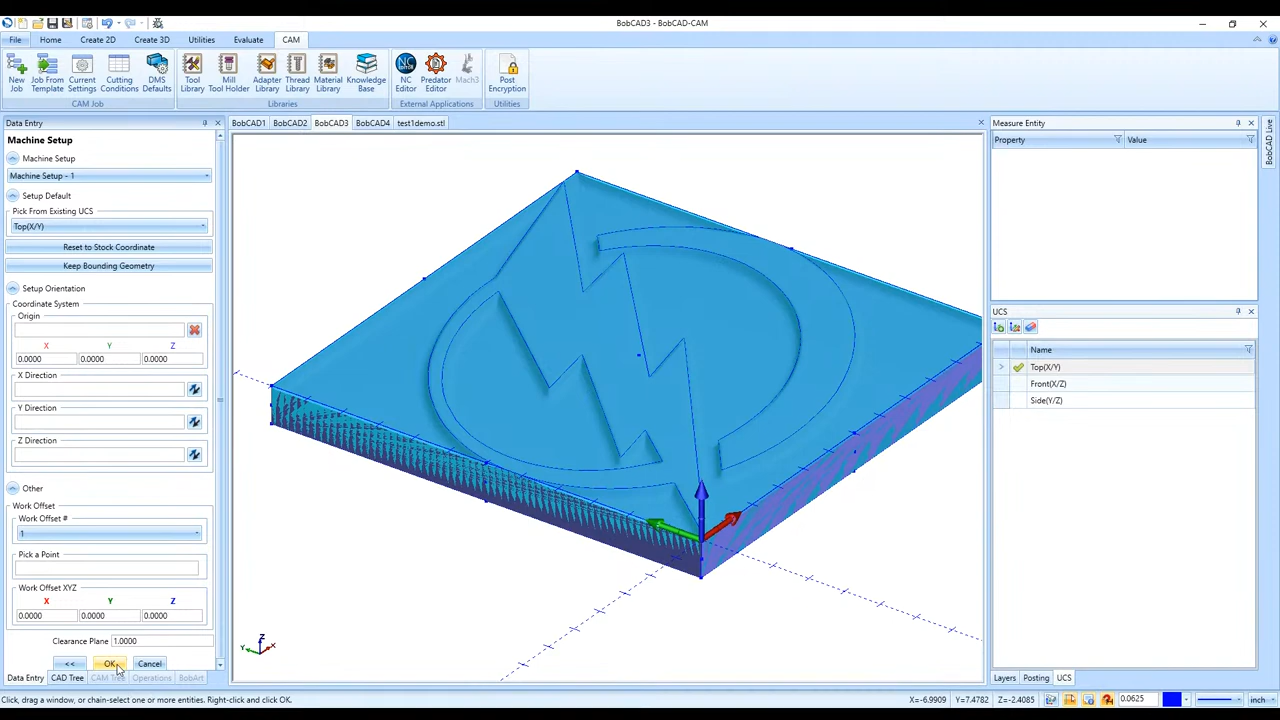 BobCAD3 - BobCAD-CAM
File Home Create 2D Create 3D Utilities Evaluate CAM
New Job
Job From Template
Current Settings
Cutting Conditions
DMS Defaults
Tool Library
Mill Tool Holder
Adapter Library
Thread Library
Material Library
Knowledge Base
NC Editor
Predator Editor
Mach3
Post Encryption
CAM Job Libraries External Applications Utilities
Data Entry
BobCAD1 BobCAD2 BobCAD3 BobCAD4 test1demo.stl
Machine Setup
Machine Setup
Machine Setup - 1
Setup Default
Pick From Existing UCS
Top(X/Y)
Reset to Stock Coordinate
Keep Bounding Geometry
Setup Orientation
Coordinate System
Origin
X Y Z
0.0000 0.0000 0.0000
X Direction
Y Direction
Z Direction
Other
Work Offset
Work Offset #
1
Pick a Point
Work Offset XYZ
X Y Z
0.0000 0.0000 0.0000
Clearance Plane 1.0000
<< OK Cancel
Data Entry CAD Tree CAM Tree Operations BobArt
Z
Y X
Measure Entity
Property Value
BobCAD Live
UCS
Name
Top(X/Y)
Front(X/Z)
Side(Y/Z)
Layers Posting UCS
Click, drag a window, or chain-select one or more entities. Right-click and click OK.
X=-6.9909 Y=7.4782 Z=-2.4085 0.0625 inch